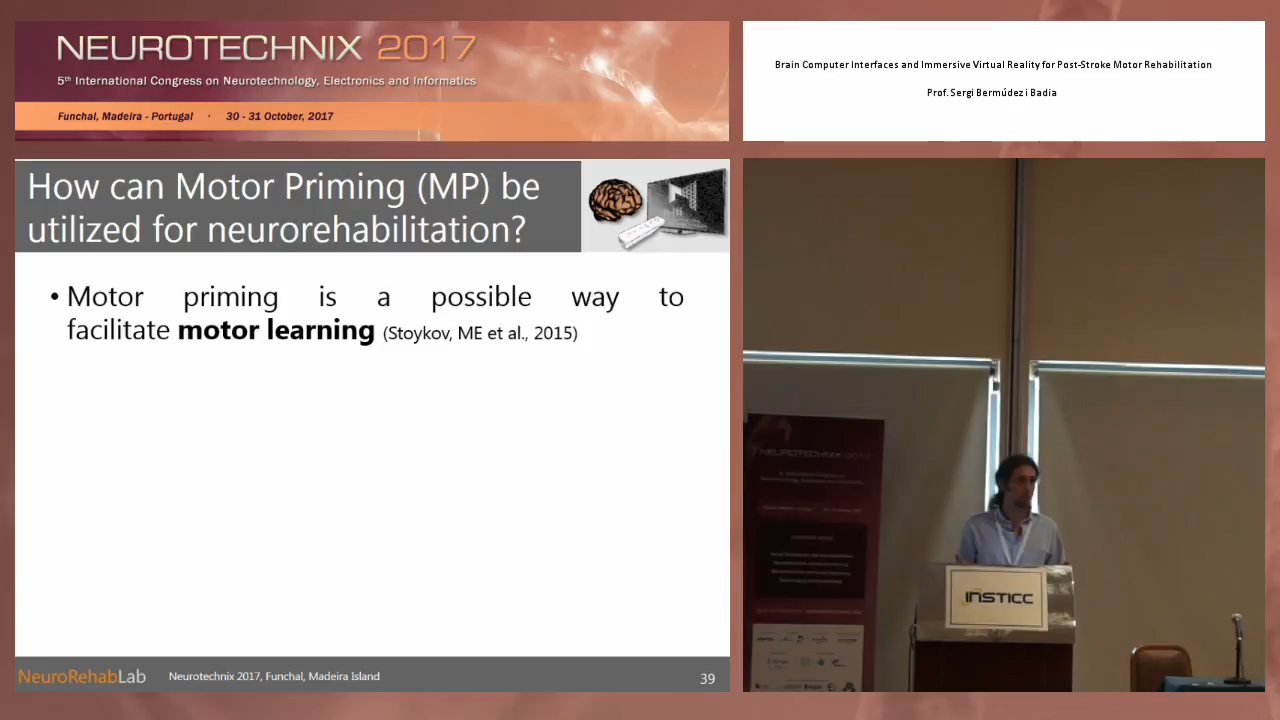 NEUROTECHNIX 2017
5th International Congress on Neurotechnology, Electronics and Informatics
Funchal, Madeira - Portugal · 30 - 31 October, 2017
Brain Computer Interfaces and Immersive Virtual Reality for Post-Stroke Motor Rehabilitation
Prof. Sergi Bermúdez i Badia
How can Motor Priming (MP) be
utilized for neurorehabilitation?
• Motor priming is a possible way to
facilitate motor learning (Stoykov, ME et al., 2015)
NEUROTECHNIX 2017
INSTICC
NeuroRehabLab
Neurotechnix 2017, Funchal, Madeira Island
39